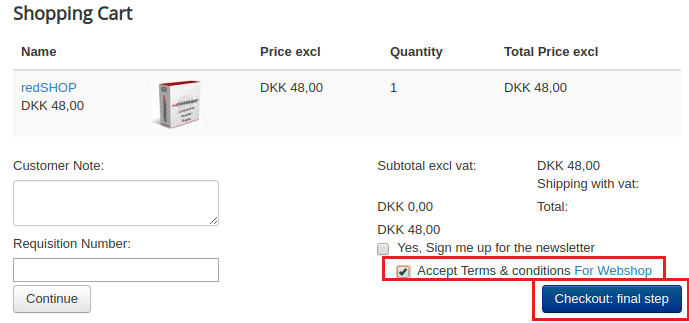 Shopping Cart
Name Price excl Quantity Total Price excl
redSHOP DKK 48,00 1 DKK 48,00
DKK 48,00
Customer Note: Subtotal excl vat: DKK 48,00
Shipping with vat:
DKK 0,00 Total:
DKK 48,00
Requisition Number: Yes, Sign me up for the newsletter
Accept Terms & conditions For Webshop
Continue Checkout: final step